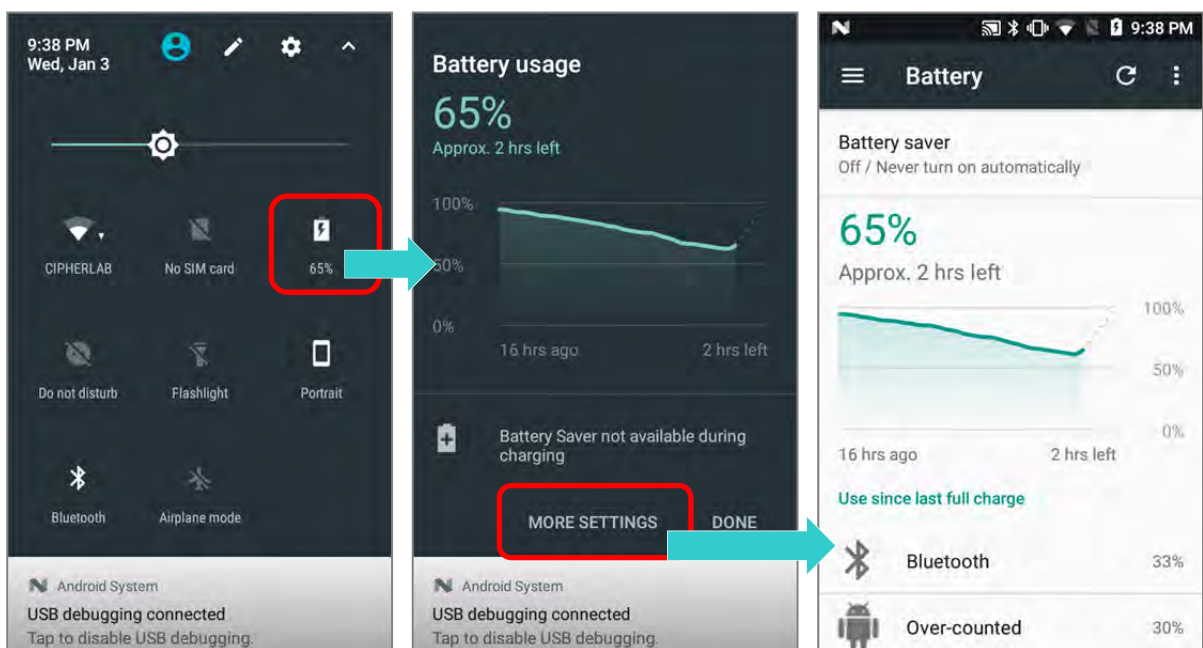 9:38 PM
Wed, Jan 3
CIPHERLAB
No SIM card
65%
Do not disturb
Flashlight
Portrait
Bluetooth
Airplane mode
Android System
USB debugging connected
Tap to disable USB debugging.
Battery usage
65%
Approx. 2 hrs left
100%
50%
0%
16 hrs ago
2 hrs left
Battery Saver not available during
charging
MORE SETTINGS
DONE
Android System
USB debugging connected
Tap to disable USB debugging.
9:38 PM
Battery
Battery saver
Off / Never turn on automatically
65%
Approx. 2 hrs left
100%
50%
0%
16 hrs ago
2 hrs left
Use since last full charge
Bluetooth
33%
Over-counted
30%